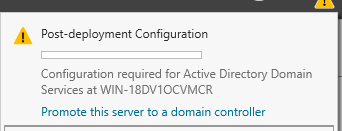 Post-deployment Configuration
Configuration required for Active Directory Domain
Services at WIN-18DV1OCVMCR
Promote this server to a domain controller